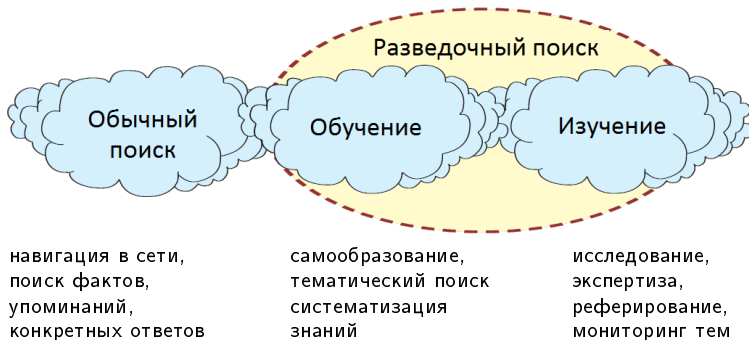 Разведочный поиск
Обычный
поиск
Обучение
Изучение
навигация в сети,
поиск фактов,
упоминаний,
конкретных ответов
самообразование,
тематический поиск
систематизация
знаний
исследование,
экспертиза,
реферирование,
мониторинг тем